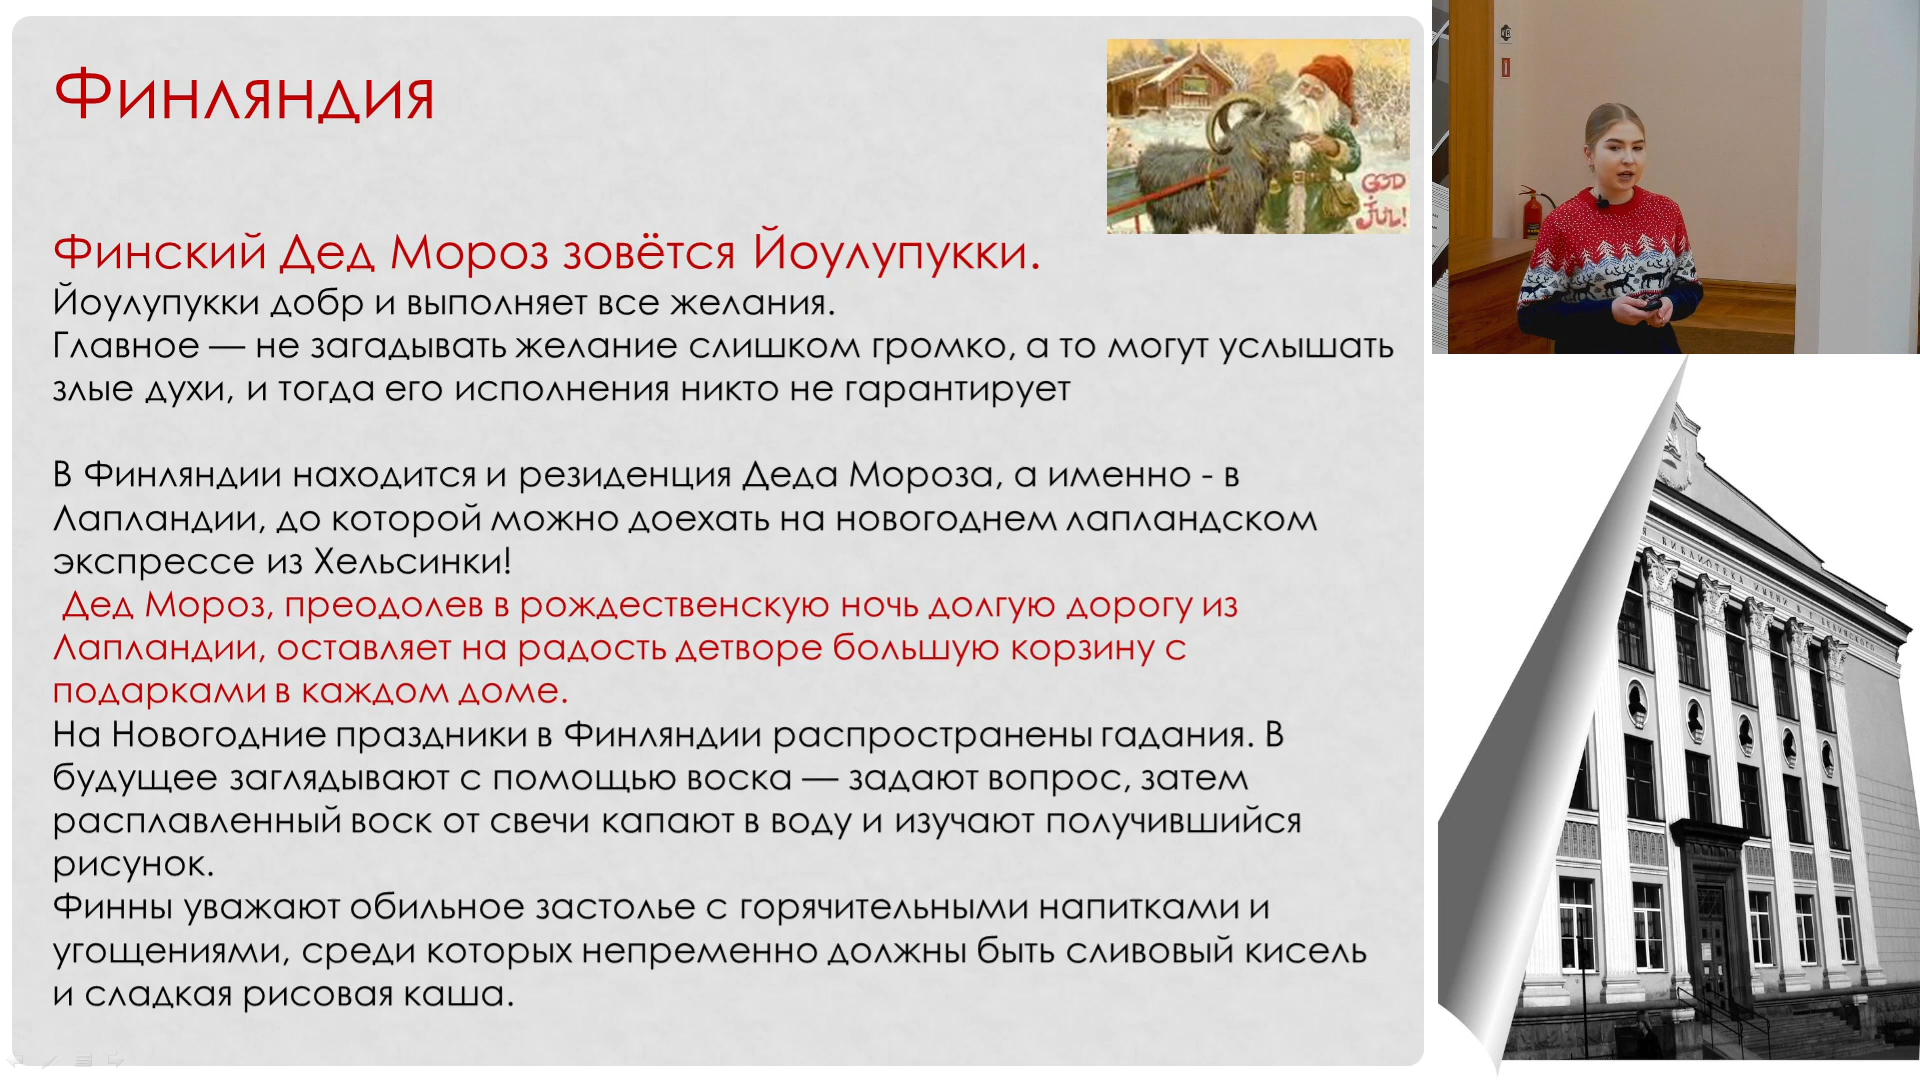 Финляндия
GOD
JUL!
Финский Дед Мороз зовётся Йоулупукки.
Йоулупукки добр и выполняет все желания.
Главное — не загадывать желание слишком громко, а то могут услышать
злые духи, и тогда его исполнения никто не гарантирует
В Финляндии находится и резиденция Деда Мороза, а именно - в
Лапландии, до которой можно доехать на новогоднем лапландском
экспрессе из Хельсинки!
Дед Мороз, преодолев в рождественскую ночь долгую дорогу из
Лапландии, оставляет на радость детворе большую корзину с
подарками в каждом доме.
На Новогодние праздники в Финляндии распространены гадания. В
будущее заглядывают с помощью воска — задают вопрос, затем
расплавленный воск от свечи капают в воду и изучают получившийся
рисунок.
Финны уважают обильное застолье с горячительными напитками и
угощениями, среди которых непременно должны быть сливовый кисель
и сладкая рисовая каша.
БИБЛИОТЕКА ИМЕНИ В Г БЕЛИНСКОГО